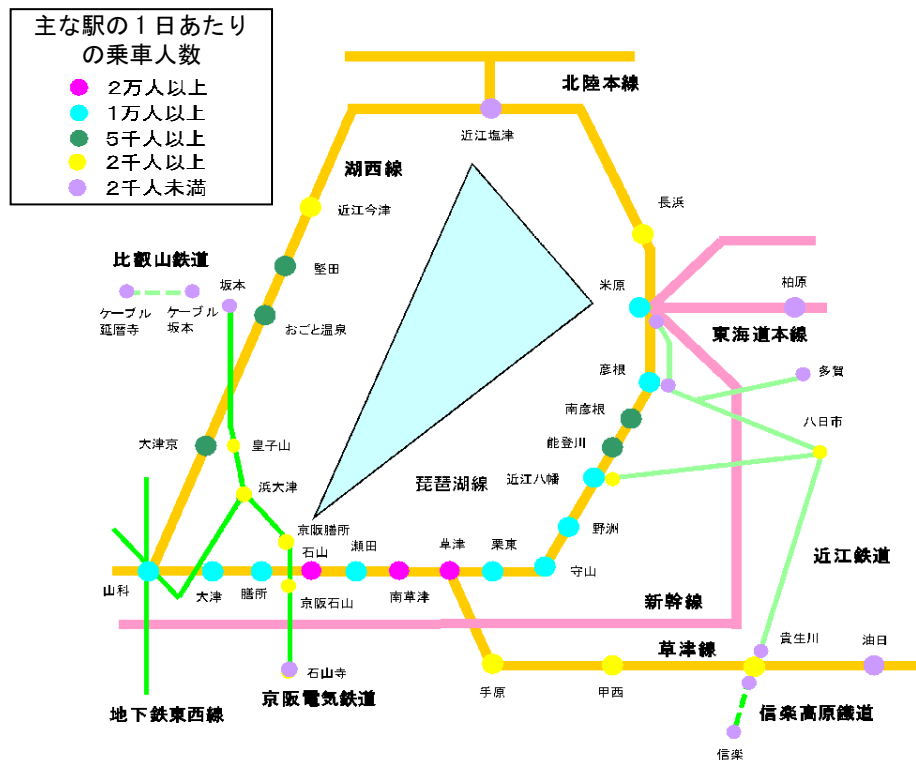 主な駅の１日あたり
の乗車人数
2万人以上
1万人以上
5千人以上
2千人以上
2千人未満
北陸本線
近江塩津
湖西線
近江今津
長浜
比叡山鉄道
坂本
堅田
米原
柏原
ケーブル
延暦寺
ケーブル
坂本
おごと温泉
東海道本線
彦根
多賀
南彦根
八日市
大津京
皇子山
能登川
琵琶湖線
近江八幡
浜大津
京阪膳所
野洲
石山
瀬田
草津
栗東
近江鉄道
山科
大津
膳所
京阪石山
南草津
守山
新幹線
貴生川
油日
草津線
石山寺
手原
甲西
地下鉄東西線
京阪電気鉄道
信楽高原鐵道
信楽